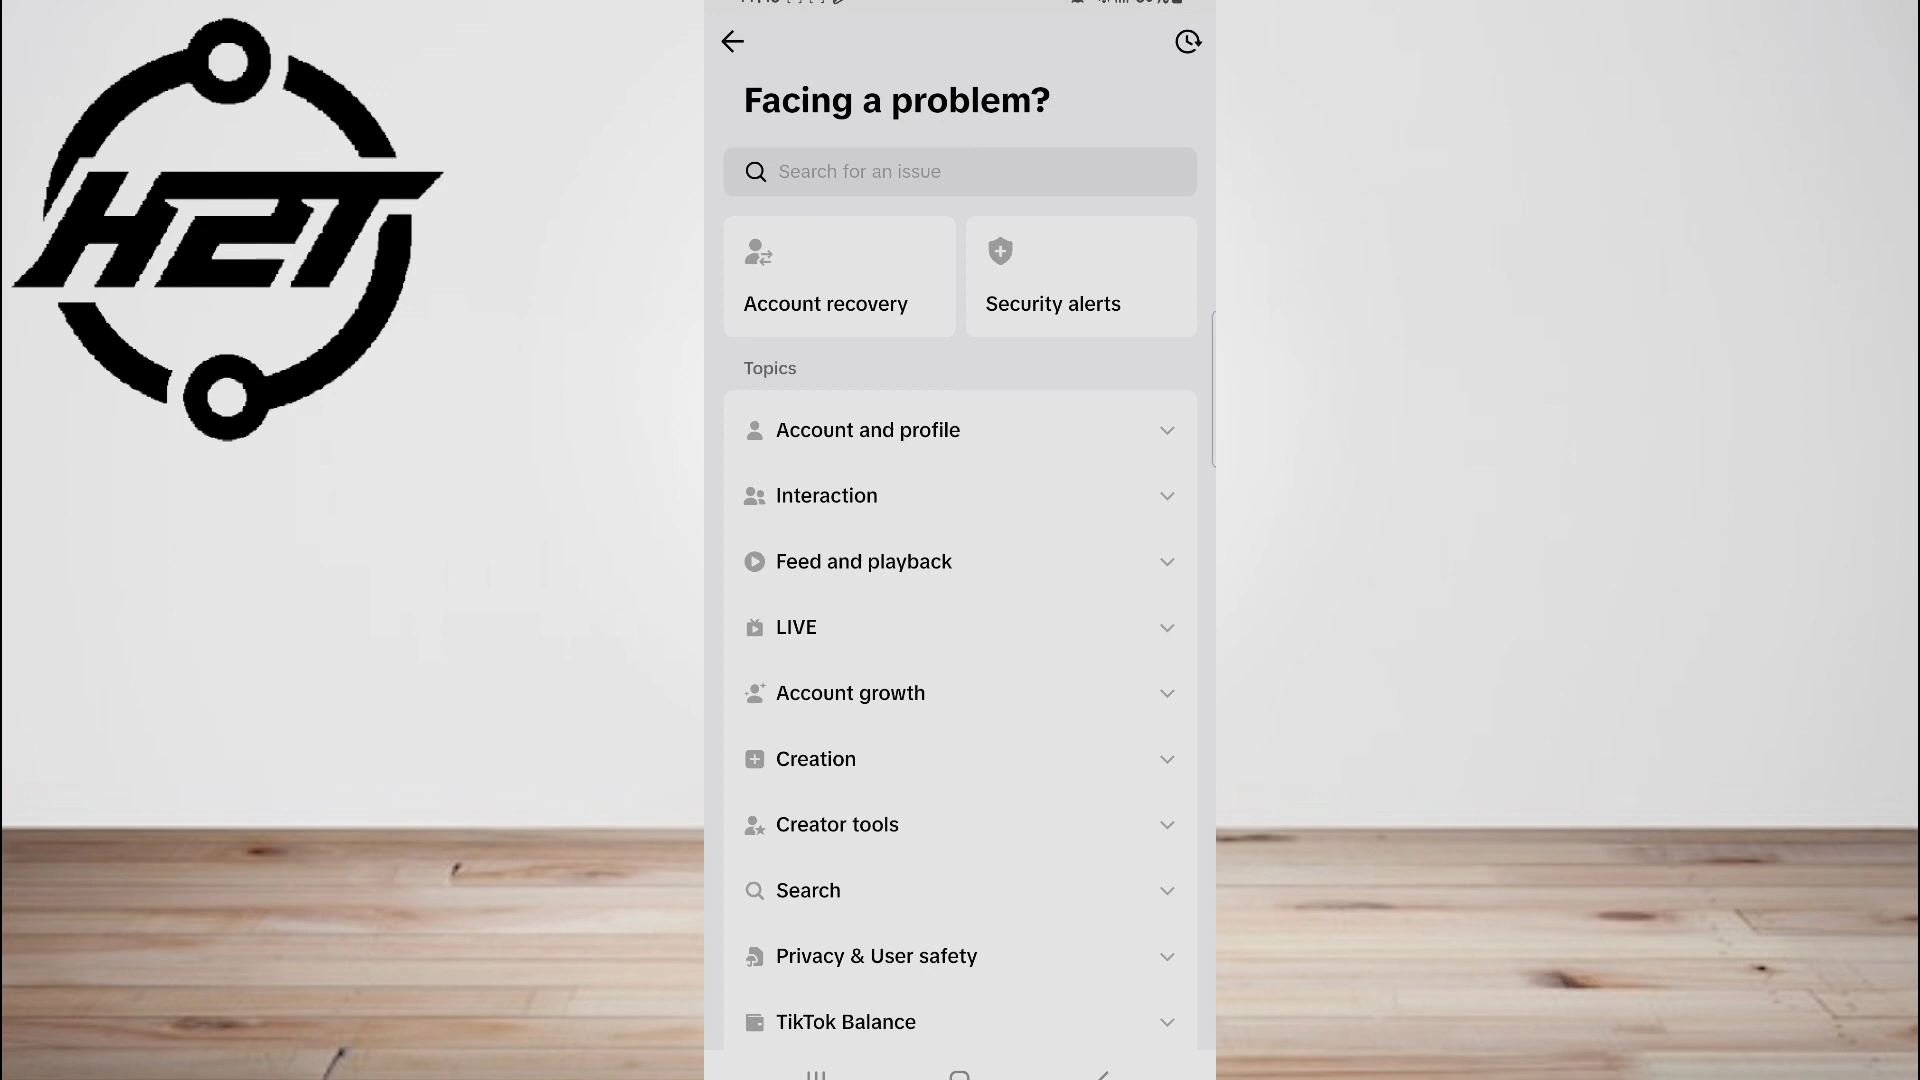 H2T
Facing a problem?
Search for an issue
Account recovery
Security alerts
Topics
Account and profile
Interaction
Feed and playback
LIVE
Account growth
Creation
Creator tools
Search
Privacy & User safety
TikTok Balance